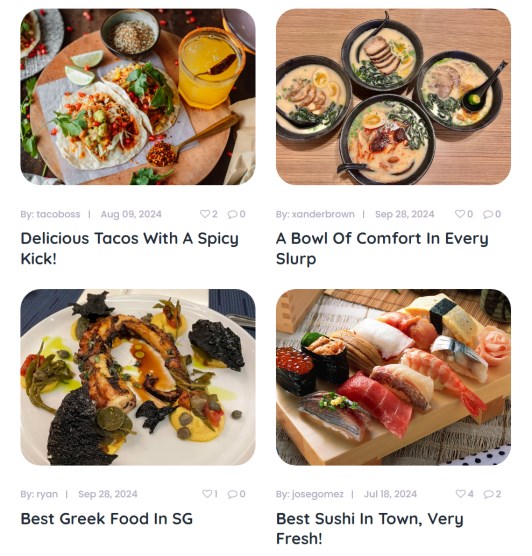 By: tacoboss | Aug 09, 2024 2 0
Delicious Tacos With A Spicy
Kick!
By: xanderbrown | Sep 28, 2024 0 0
A Bowl Of Comfort In Every
Slurp
By: ryan | Sep 28, 2024 1 0
Best Greek Food In SG
By: josegomez | Jul 18, 2024 4 2
Best Sushi In Town, Very
Fresh!